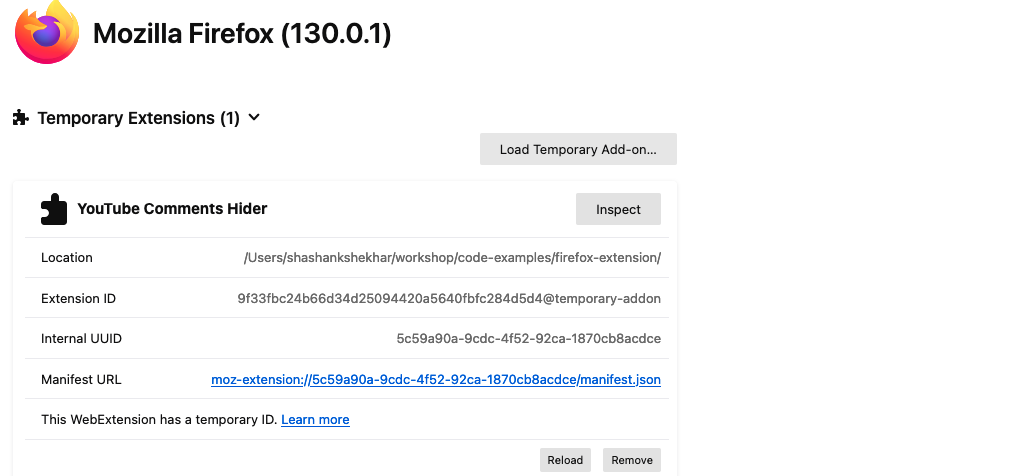 Mozilla Firefox (130.0.1)
Temporary Extensions (1)
Load Temporary Add-on...
YouTube Comments Hider
Inspect
Location /Users/shashankshekhar/workshop/code-examples/firefox-extension/
Extension ID 9f33fbc24b66d34d25094420a5640fbfc284d5d4@temporary-addon
Internal UUID 5c59a90a-9cdc-4f52-92ca-1870cb8acdce
Manifest URL moz-extension://5c59a90a-9cdc-4f52-92ca-1870cb8acdce/manifest.json
This WebExtension has a temporary ID. Learn more
Reload Remove